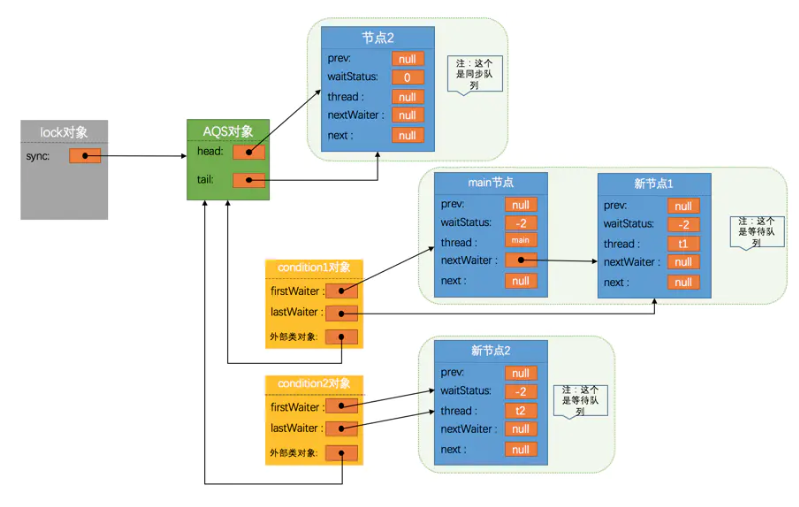 节点2
prev: null
waitStatus: 0
thread : null
nextWaiter : null
next : null
注：这个
是同步队
列
lock对象
sync:
AQS对象
head:
tail:
main节点
prev: null
waitStatus: -2
thread : main
nextWaiter :
next : null
新节点1
prev: null
waitStatus: -2
thread : t1
nextWaiter : null
next : null
注：这个
是等待队
列
condition1对象
firstWaiter :
lastWaiter :
外部类对象:
condition2对象
firstWaiter :
lastWaiter :
外部类对象:
新节点2
prev: null
waitStatus: -2
thread : t2
nextWaiter : null
next : null
注：这个
是等待队
列